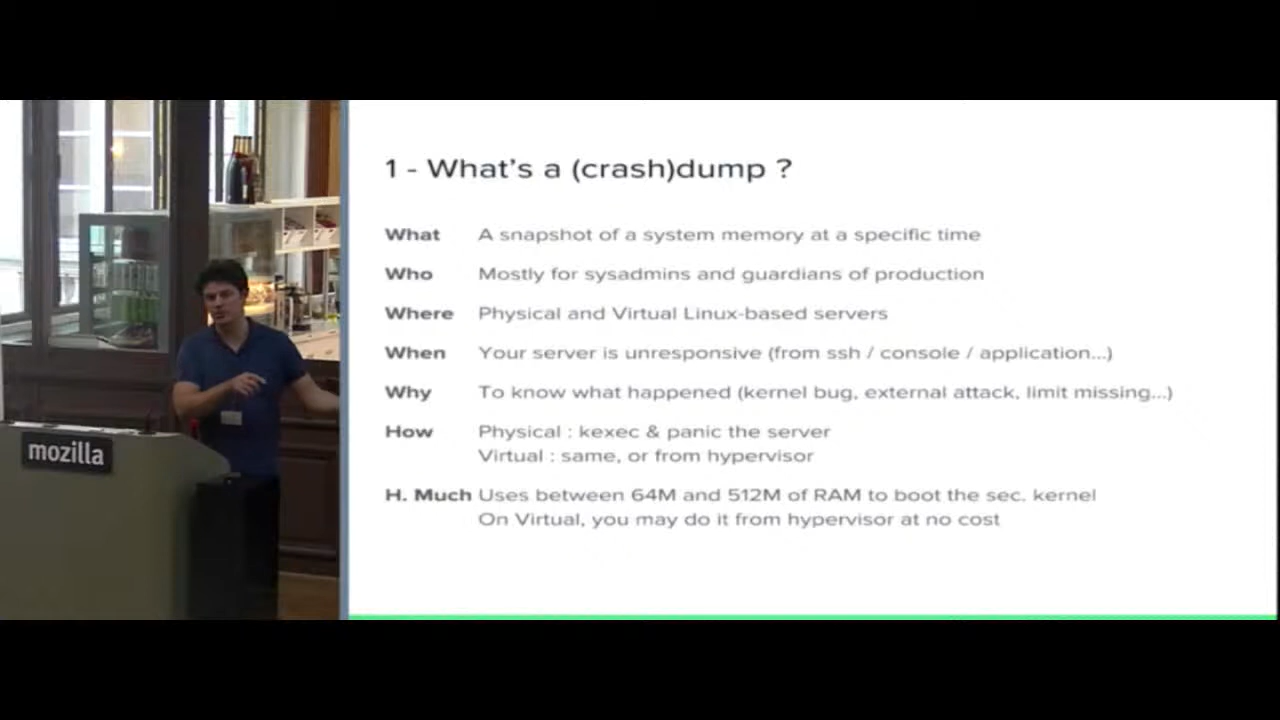 1 - What's a (crash)dump ?
What A snapshot of a system memory at a specific time
Who Mostly for sysadmins and guardians of production
Where Physical and Virtual Linux-based servers
When Your server is unresponsive (from ssh / console / application...)
Why To know what happened (kernel bug, external attack, limit missing...)
How Physical : kexec & panic the server
Virtual : same, or from hypervisor
H. Much Uses between 64M and 512M of RAM to boot the sec. kernel
On Virtual, you may do it from hypervisor at no cost
mozilla